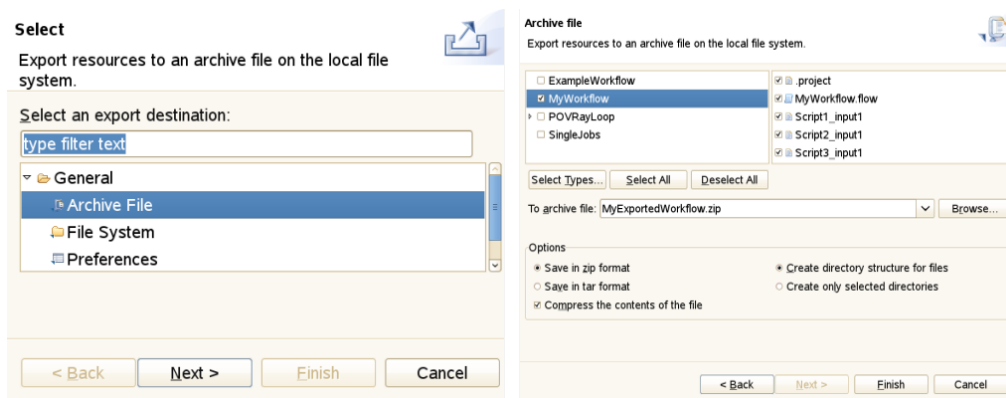 Select
Export resources to an archive file on the local file
system.
Select an export destination:
type filter text
General
Archive File
File System
Preferences
< Back
Next >
Finish
Cancel
Archive file
Export resources to an archive file on the local file system.
ExampleWorkflow
MyWorkflow
POVRayLoop
SingleJobs
.project
MyWorkflow.flow
Script1_input1
Script2_input1
Script3_input1
Select Types...
Select All
Deselect All
To archive file:
MyExportedWorkflow.zip
Browse...
Options
Save in zip format
Save in tar format
Compress the contents of the file
Create directory structure for files
Create only selected directories
< Back
Next >
Finish
Cancel